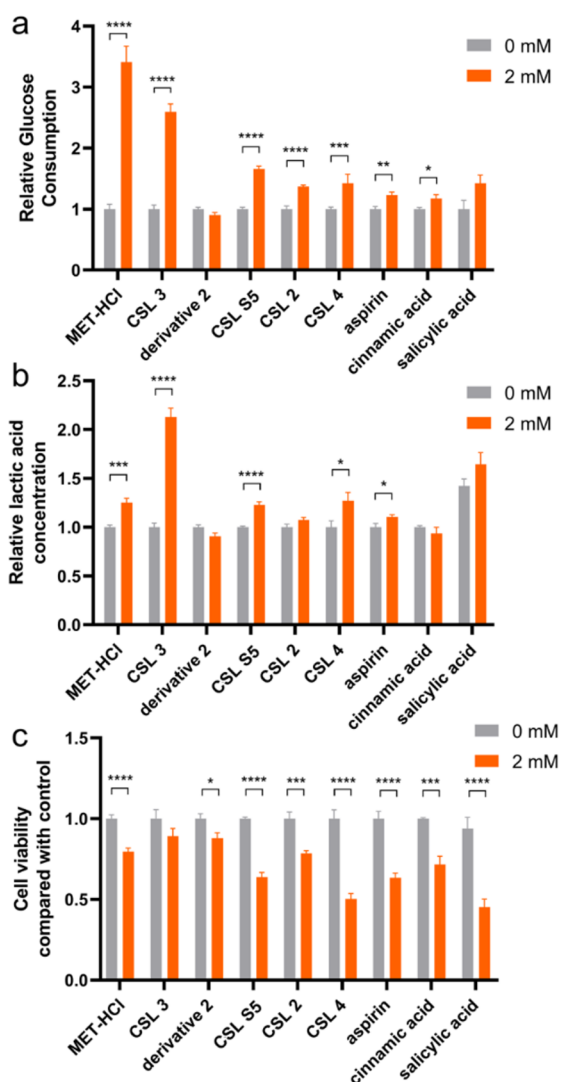 a
Relative Glucose
Consumption
4
3
2
1
0
**** **** **** **** *** ** *
0 mM
2 mM
MET-HCl
CSL 3
derivative 2
CSL S5
CSL 2
CSL 4
aspirin
cinnamic acid
salicylic acid
b
Relative lactic acid
concentration
2.5
2.0
1.5
1.0
0.5
0.0
*** **** **** * *
0 mM
2 mM
MET-HCl
CSL 3
derivative 2
CSL S5
CSL 2
CSL 4
aspirin
cinnamic acid
salicylic acid
c
Cell viability
compared with control
1.5
1.0
0.5
0.0
**** * **** *** **** **** *** ****
0 mM
2 mM
MET-HCl
CSL 3
derivative 2
CSL S5
CSL 2
CSL 4
aspirin
cinnamic acid
salicylic acid